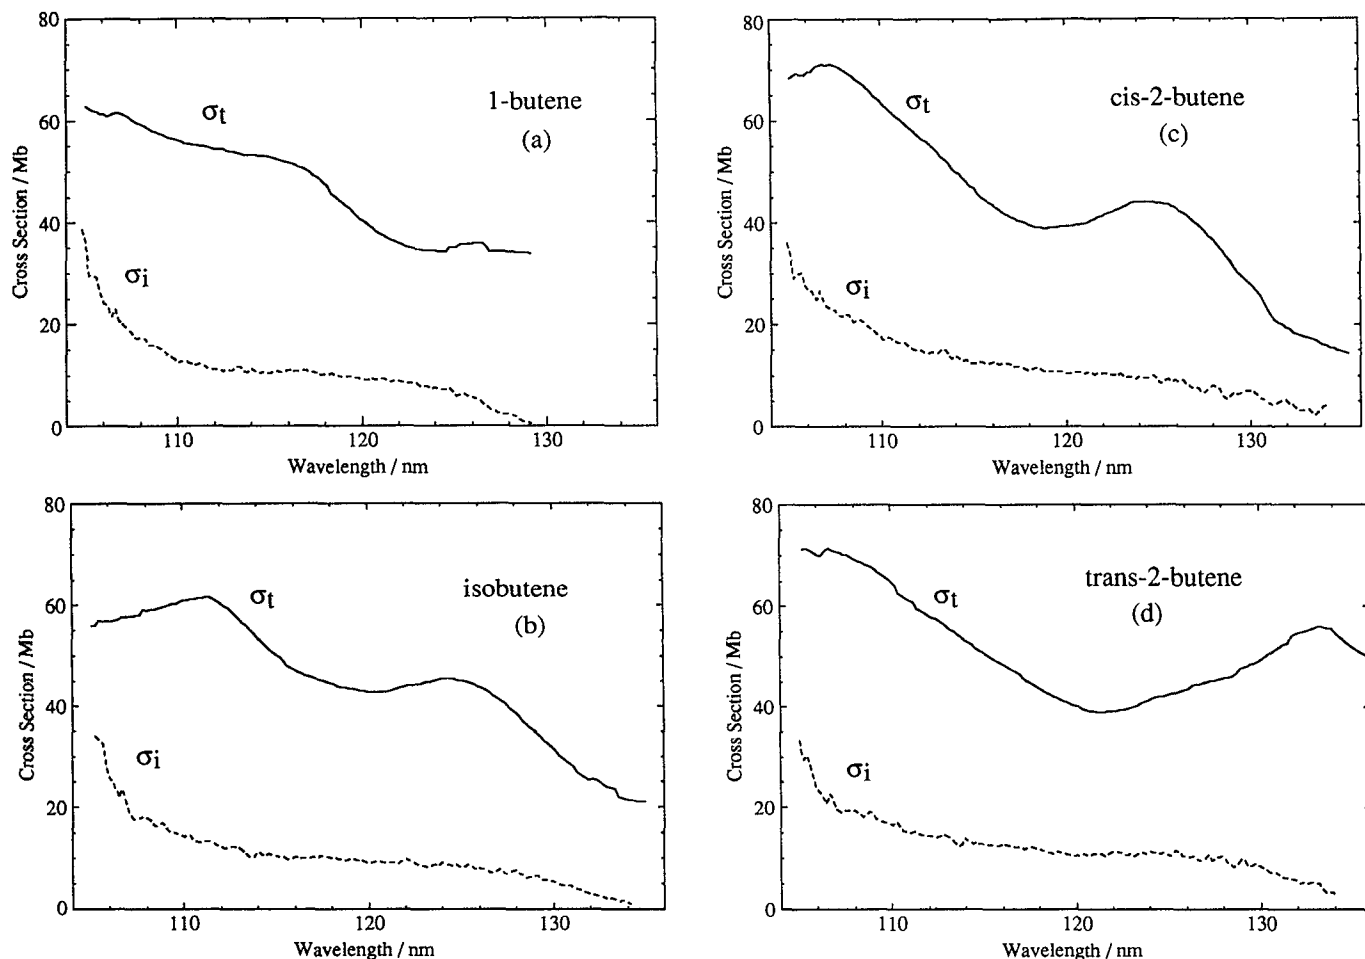 80
60
40
20
0
Cross Section / Mb
σt
1-butene
(a)
σi
110
120
130
Wavelength / nm
80
60
40
20
0
Cross Section / Mb
σt
cis-2-butene
(c)
σi
110
120
130
Wavelength / nm
80
60
40
20
0
Cross Section / Mb
σt
isobutene
(b)
σi
110
120
130
Wavelength / nm
80
60
40
20
0
Cross Section / Mb
σt
trans-2-butene
(d)
σi
110
120
130
Wavelength / nm